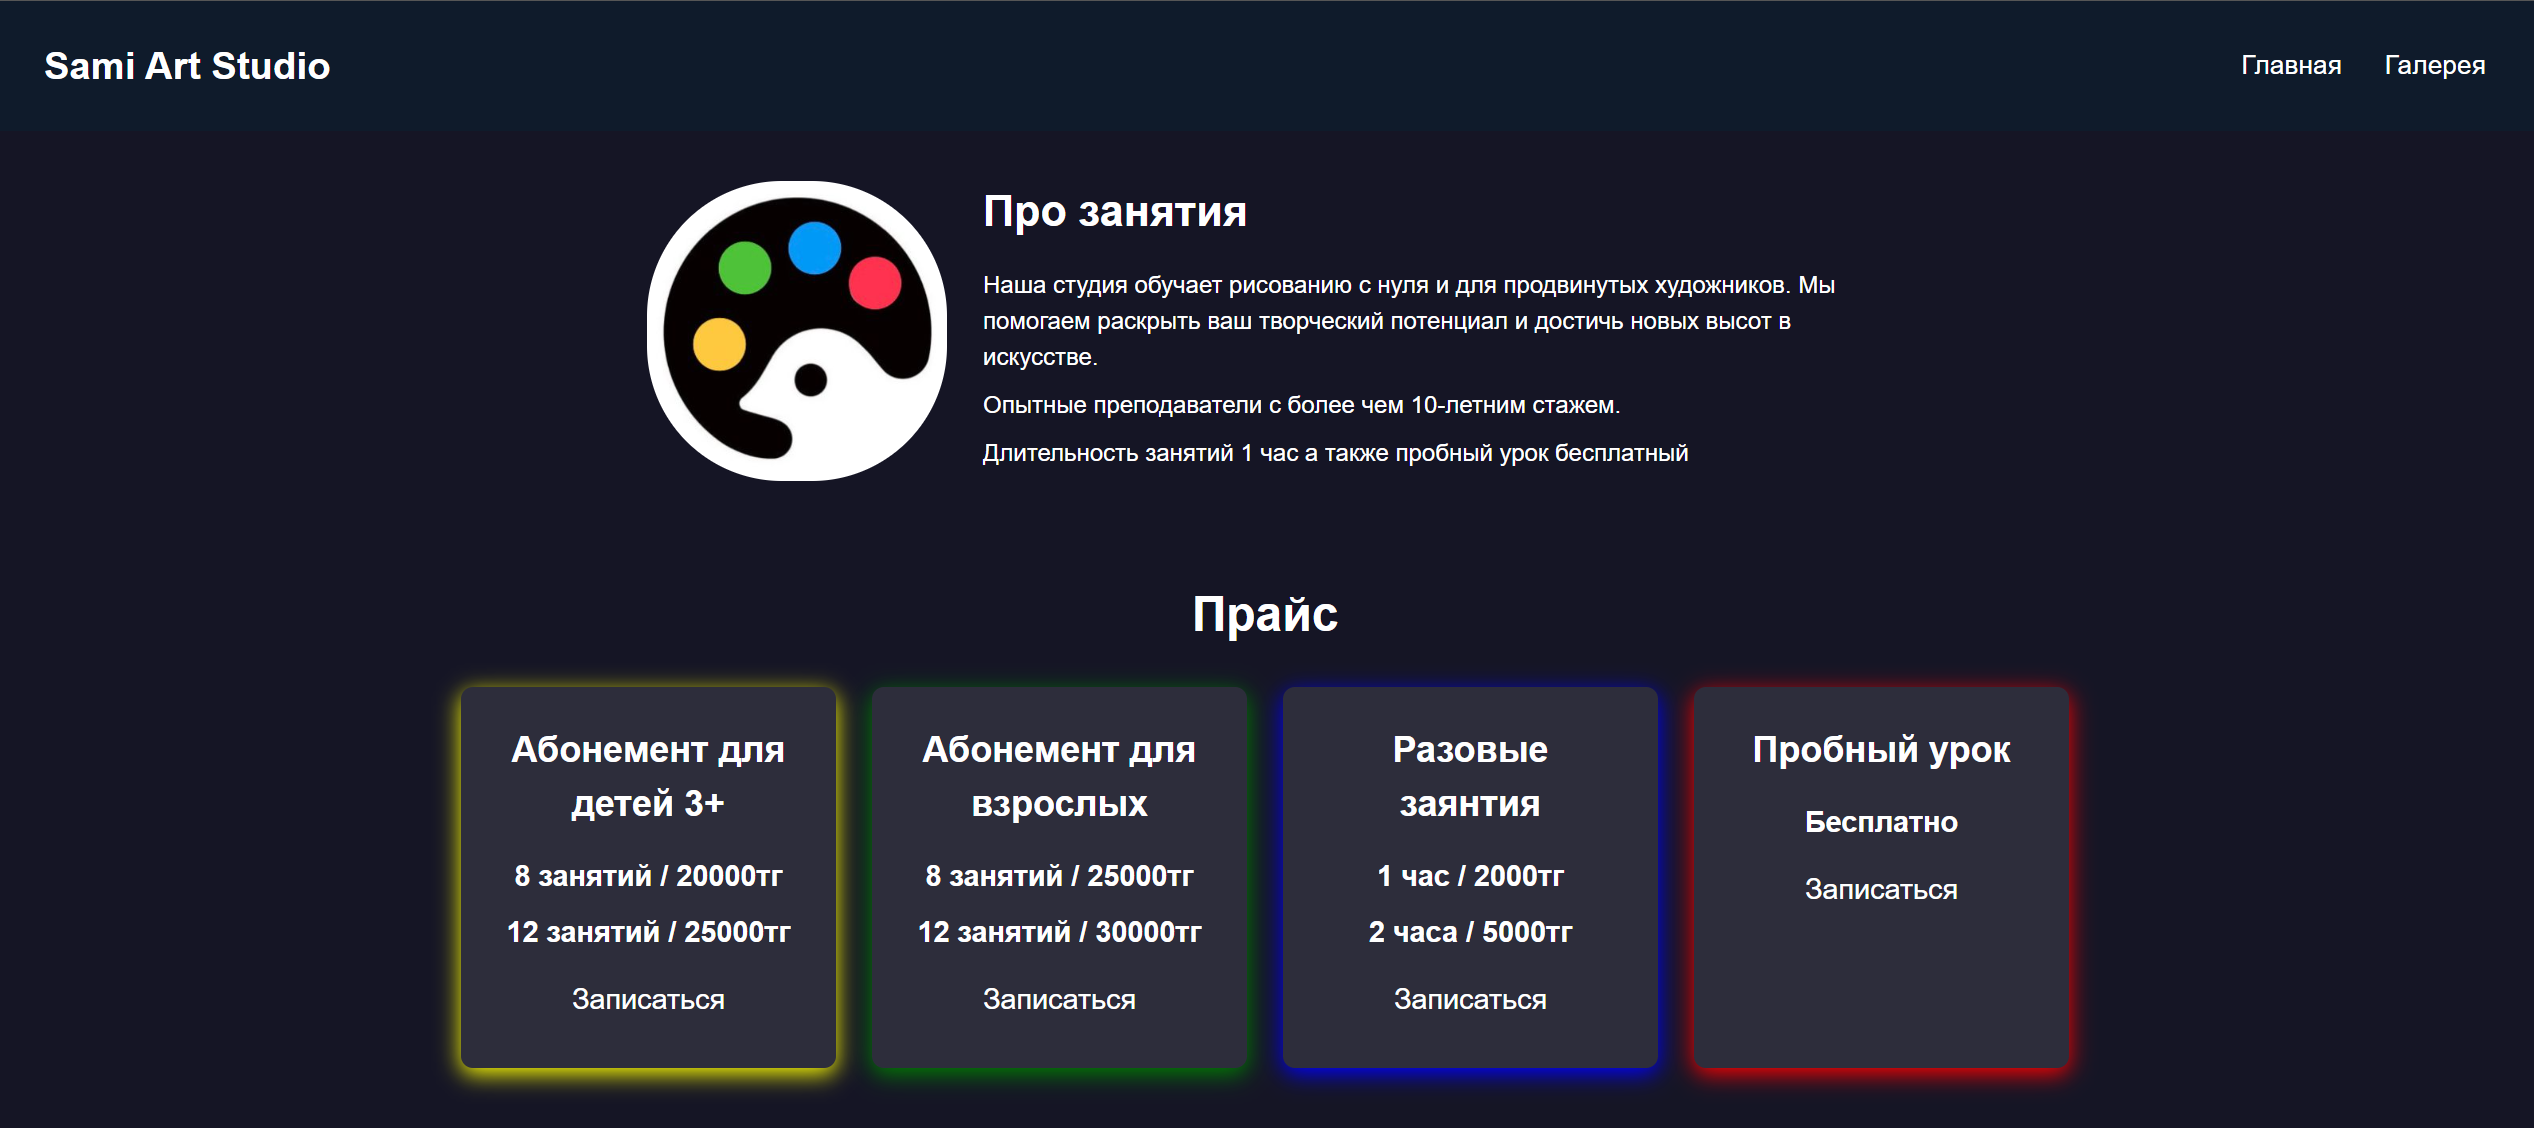 Sami Art Studio
Главная
Галерея
Про занятия
Наша студия обучает рисованию с нуля и для продвинутых художников. Мы
помогаем раскрыть ваш творческий потенциал и достичь новых высот в
искусстве.
Опытные преподаватели с более чем 10-летним стажем.
Длительность занятий 1 час а также пробный урок бесплатный
Прайс
Абонемент для
детей 3+
8 занятий / 20000тг
12 занятий / 25000тг
Записаться
Абонемент для
взрослых
8 занятий / 25000тг
12 занятий / 30000тг
Записаться
Разовые
заянтия
1 час / 2000тг
2 часа / 5000тг
Записаться
Пробный урок
Бесплатно
Записаться